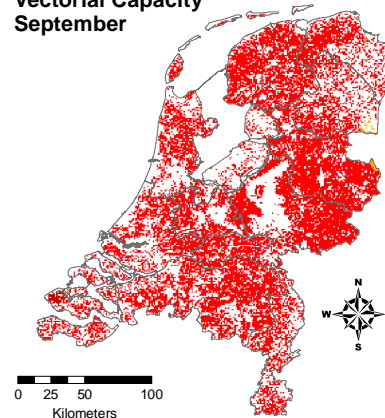 Vectorial Capacity
September
N
W E
S
0 25 50 100
Kilometers